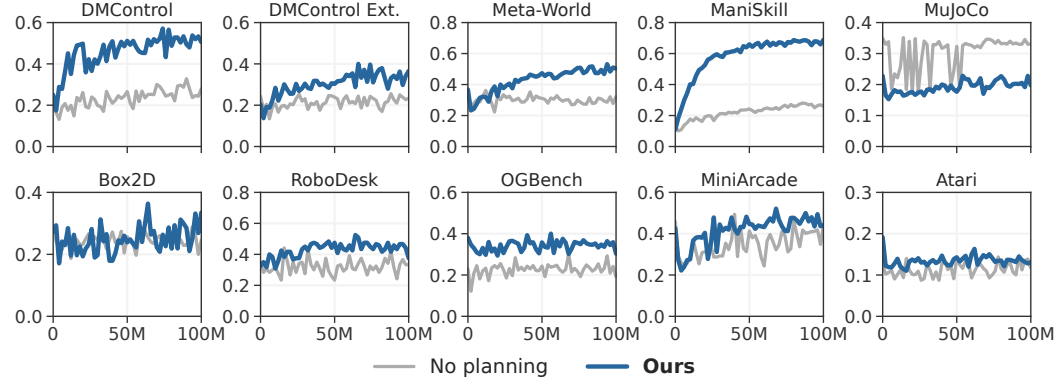 DMControl DMControl Ext. Meta-World ManiSkill MuJoCo
0.6 0.6 0.8 0.8 0.4
0.4 0.4 0.6 0.6 0.3
0.2 0.2 0.4 0.4 0.2
0.2 0.2 0.1
0.0 0.0 0.0 0.0 0.0
Box2D RoboDesk OGBench MiniArcade Atari
0.4 0.8 0.6 0.6 0.3
0.6
0.2 0.4 0.4 0.4 0.2
0.2 0.2 0.2 0.1
0.0 0.0 0.0 0.0 0.0
0 50M 100M 0 50M 100M 0 50M 100M 0 50M 100M 0 50M 100M
No planning Ours